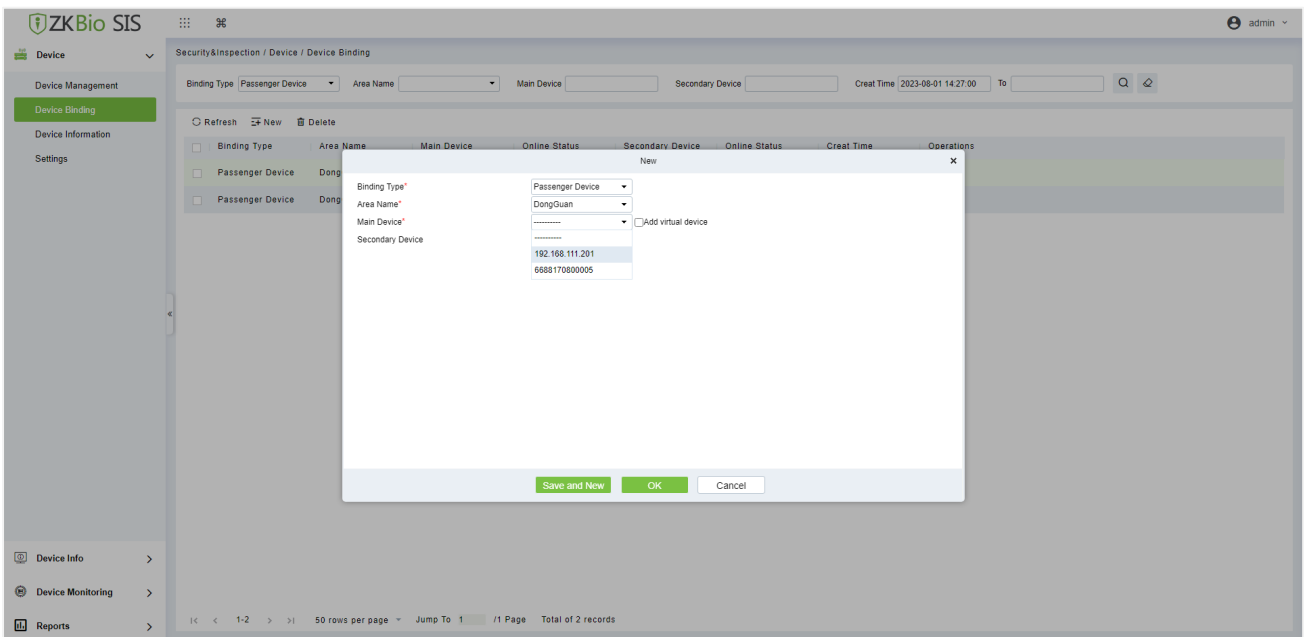 ZKBio SIS
admin
Device
Security&Inspection / Device / Device Binding
Device Management
Binding Type Passenger Device Area Name Main Device Secondary Device Creat Time 2023-08-01 14:27:00 To
Device Binding
Refresh New Delete
Device Information
Binding Type Area Name Main Device Online Status Secondary Device Online Status Creat Time Operations
Settings
New
Passenger Device Dong
Passenger Device Dong
Binding Type* Passenger Device
Area Name* DongGuan
Main Device* ---------- Add virtual device
Secondary Device ----------
192.168.111.201
6688170800005
Save and New OK Cancel
Device Info
Device Monitoring
Reports
1-2 50 rows per page Jump To 1 /1 Page Total of 2 records